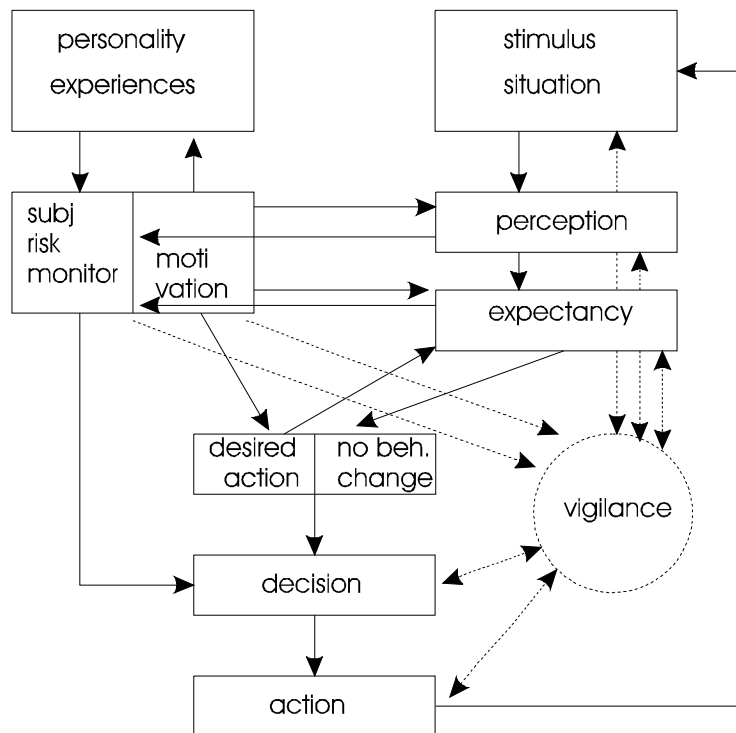 personality
experiences
stimulus
situation
subj
risk
monitor
moti
vation
perception
expectancy
desired
action
no beh.
change
vigilance
decision
action